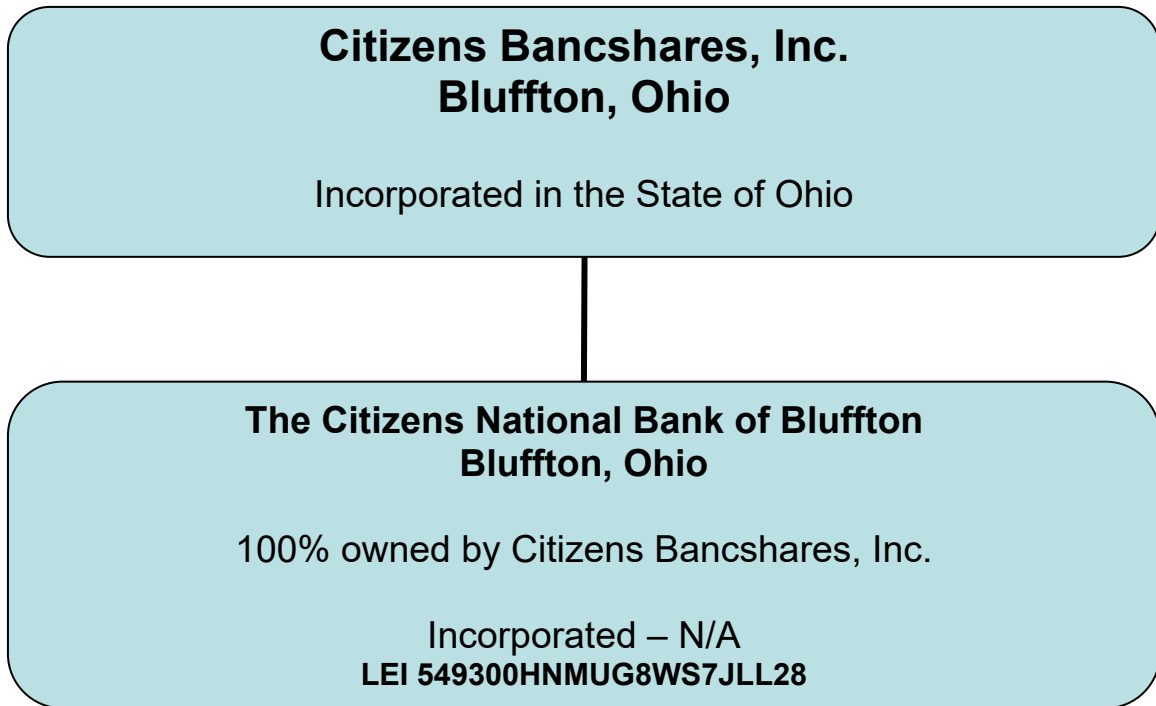 Citizens Bancshares, Inc.
Bluffton, Ohio
Incorporated in the State of Ohio
The Citizens National Bank of Bluffton
Bluffton, Ohio
100% owned by Citizens Bancshares, Inc.
Incorporated – N/A
LEI 549300HNMUG8WS7JLL28